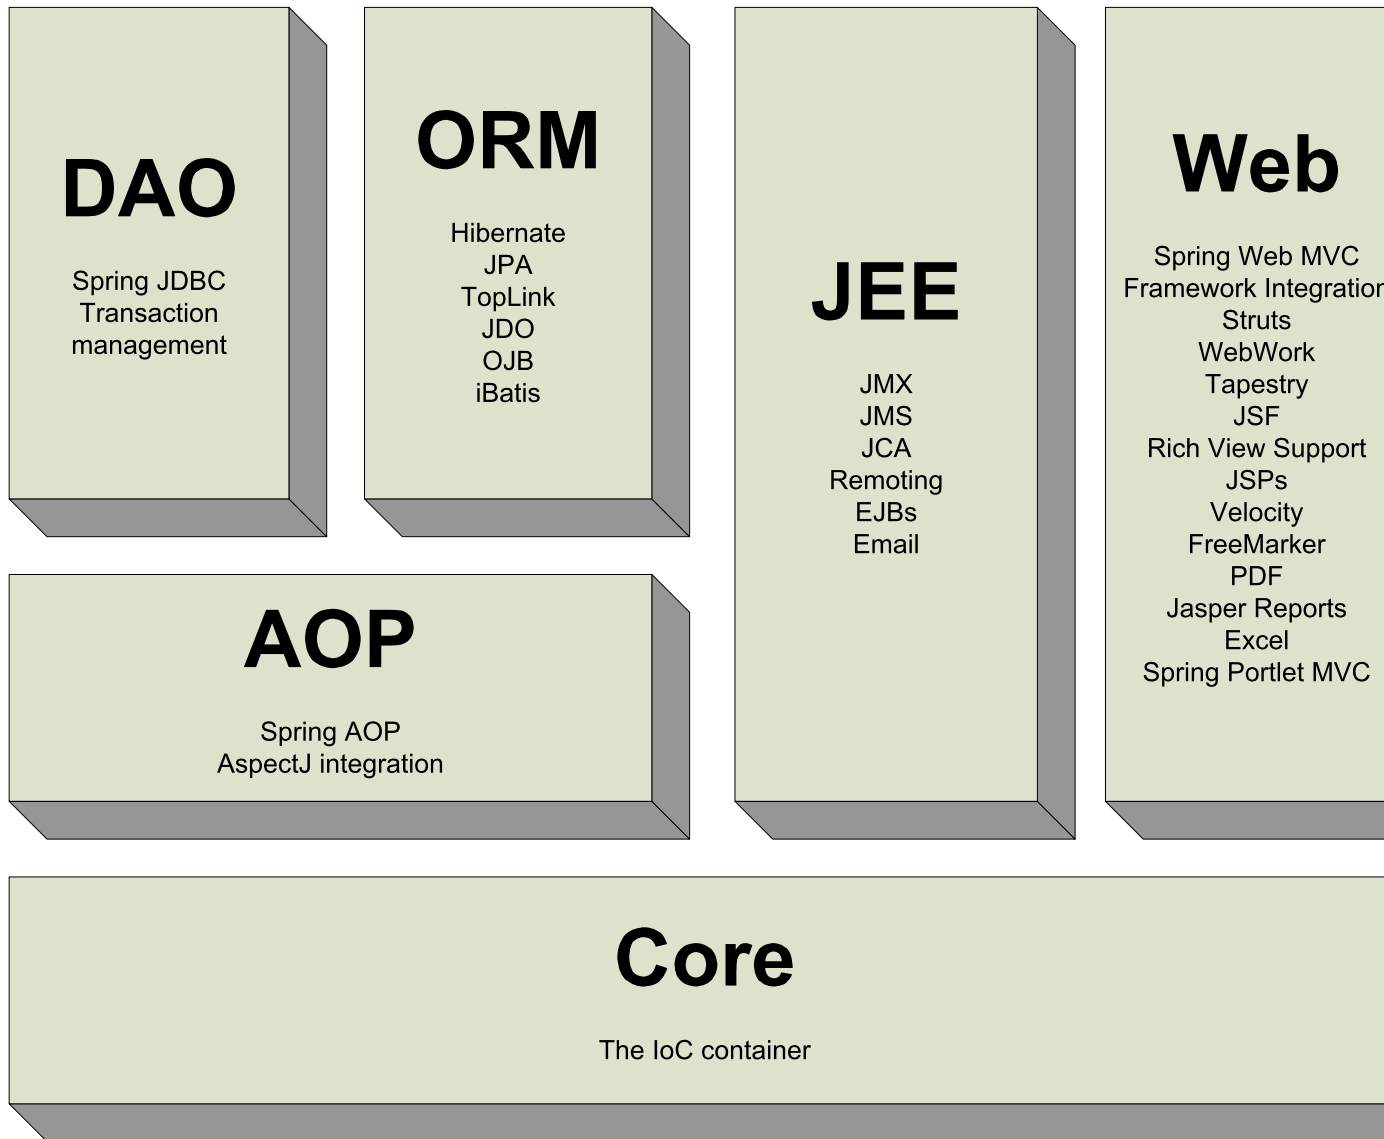 DAO
Spring JDBC
Transaction
management
ORM
Hibernate
JPA
TopLink
JDO
OJB
iBatis
JEE
JMX
JMS
JCA
Remoting
EJBs
Email
Web
Spring Web MVC
Framework Integration
Struts
WebWork
Tapestry
JSF
Rich View Support
JSPs
Velocity
FreeMarker
PDF
Jasper Reports
Excel
Spring Portlet MVC
AOP
Spring AOP
AspectJ integration
Core
The IoC container